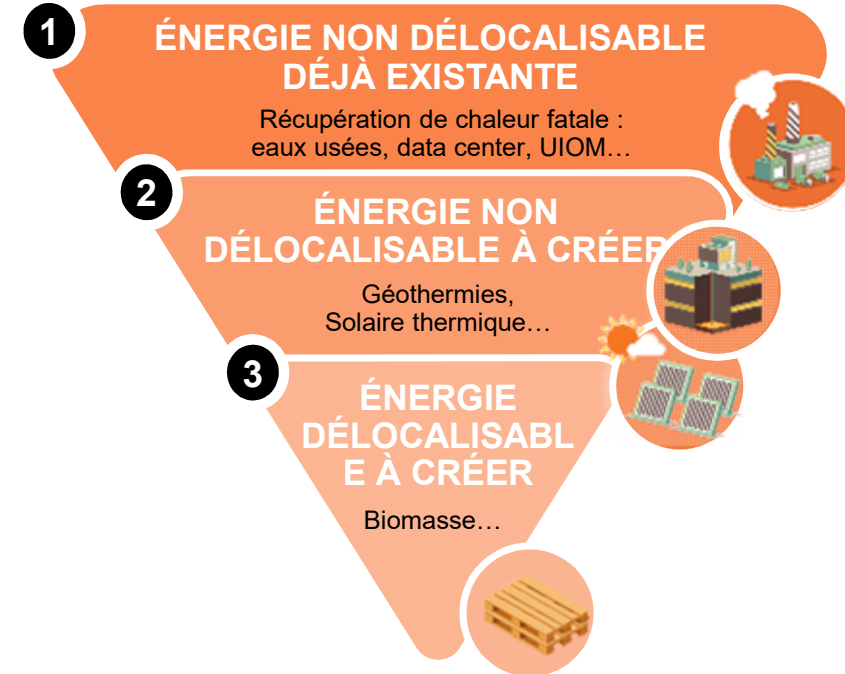 1
ÉNERGIE NON DÉLOCALISABLE
DÉJÀ EXISTANTE
Récupération de chaleur fatale :
eaux usées, data center, UIOM…
2
ÉNERGIE NON
DÉLOCALISABLE À CRÉER
Géothermies,
Solaire thermique…
3
ÉNERGIE
DÉLOCALISABL
E À CRÉER
Biomasse…